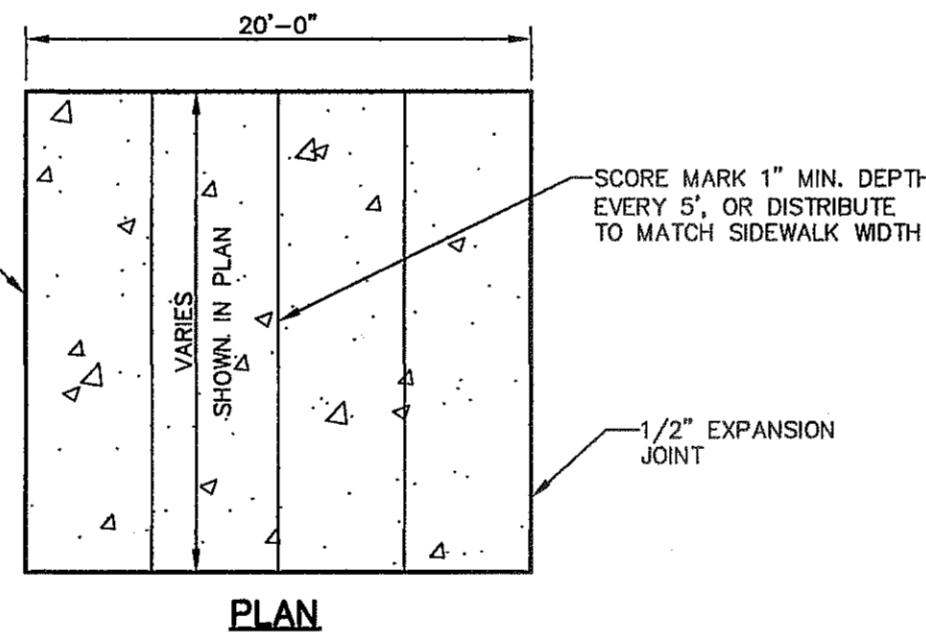 20'-0"
SCORE MARK 1" MIN. DEPTH
EVERY 5', OR DISTRIBUTE
TO MATCH SIDEWALK WIDTH
VARIES
SHOWN IN PLAN
1/2" EXPANSION
JOINT
PLAN